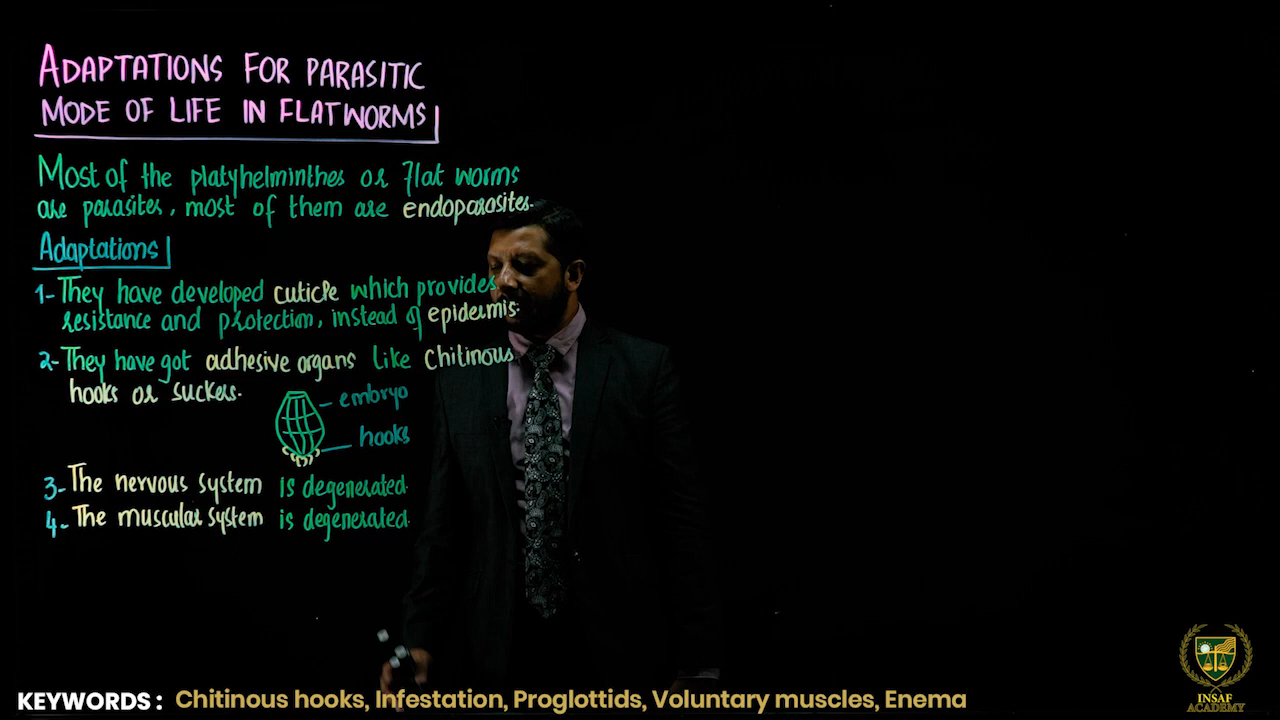 ADAPTATIONS FOR PARASITIC
MODE OF LIFE IN FLATWORMS
Most of the platyhelminthes or Flat worms
are parasites, most of them are endoparasites.
Adaptations
1- They have developed cuticle which provides
resistance and protection, instead of epidermis.
2- They have got adhesive organs like chitinous
hooks or suckers.
embryo
hooks
3- The nervous system is degenerated.
4- The muscular system is degenerated.
KEYWORDS : Chitinous hooks, Infestation, Proglottids, Voluntary muscles, Enema
INSAF
ACADEMY